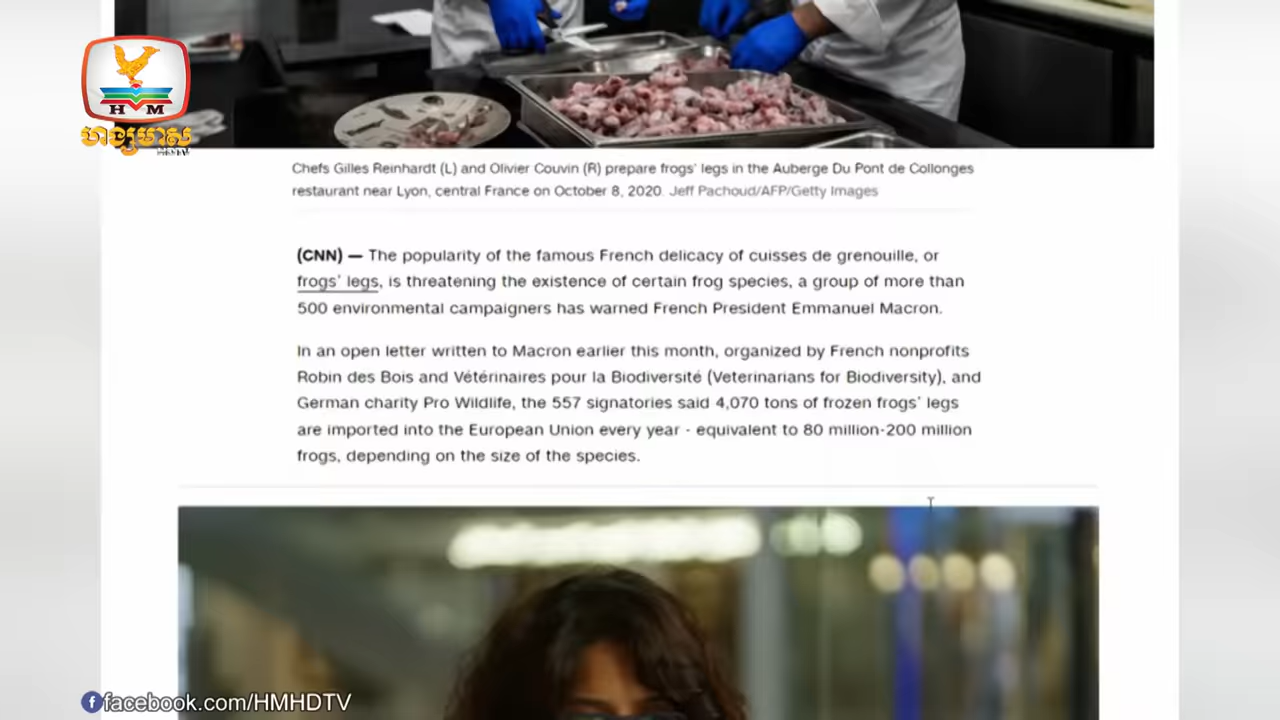 HM
ហង្សមាស
Chefs Gilles Reinhardt (L) and Olivier Couvin (R) prepare frogs' legs in the Auberge Du Pont de Collonges
restaurant near Lyon, central France on October 8, 2020. Jeff Pachoud/AFP/Getty Images
(CNN) — The popularity of the famous French delicacy of cuisses de grenouille, or
frogs' legs, is threatening the existence of certain frog species, a group of more than
500 environmental campaigners has warned French President Emmanuel Macron.
In an open letter written to Macron earlier this month, organized by French nonprofits
Robin des Bois and Vétérinaires pour la Biodiversité (Veterinarians for Biodiversity), and
German charity Pro Wildlife, the 557 signatories said 4,070 tons of frozen frogs' legs
are imported into the European Union every year - equivalent to 80 million-200 million
frogs, depending on the size of the species.
facebook.com/HMHDTV